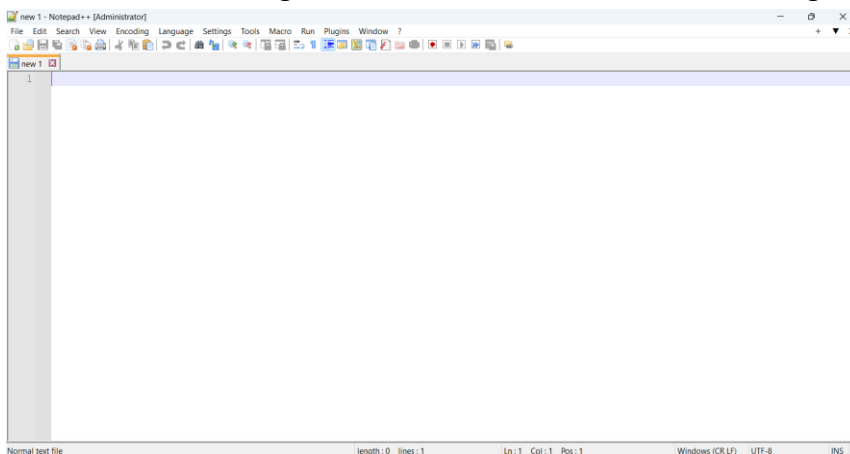 new 1 - Notepad++ [Administrator]
File Edit Search View Encoding Language Settings Tools Macro Run Plugins Window ?
new 1
1
Normal text file length : 0 lines : 1 Ln : 1 Col : 1 Pos : 1 Windows (CR LF) UTF-8 INS